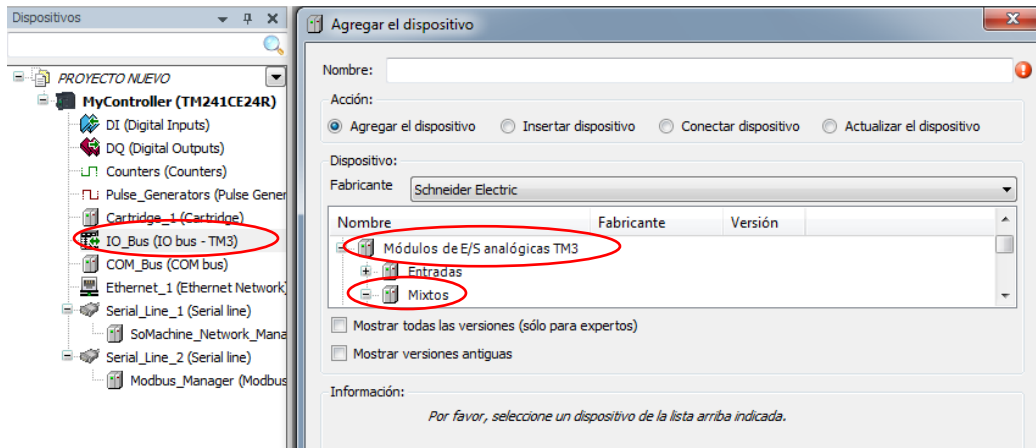 Dispositivos
PROYECTO NUEVO
MyController (TM241CE24R)
DI (Digital Inputs)
DQ (Digital Outputs)
Counters (Counters)
Pulse_Generators (Pulse Gener
Cartridge_1 (Cartridge)
IO_Bus (IO bus - TM3)
COM_Bus (COM bus)
Ethernet_1 (Ethernet Network
Serial_Line_1 (Serial line)
SoMachine_Network_Mana
Serial_Line_2 (Serial line)
Modbus_Manager (Modbus
Agregar el dispositivo
Nombre:
Acción:
Agregar el dispositivo Insertar dispositivo Conectar dispositivo Actualizar el dispositivo
Dispositivo:
Fabricante Schneider Electric
Nombre Fabricante Versión
Módulos de E/S analógicas TM3
Entradas
Mixtos
Mostrar todas las versiones (sólo para expertos)
Mostrar versiones antiguas
Información:
Por favor, seleccione un dispositivo de la lista arriba indicada.